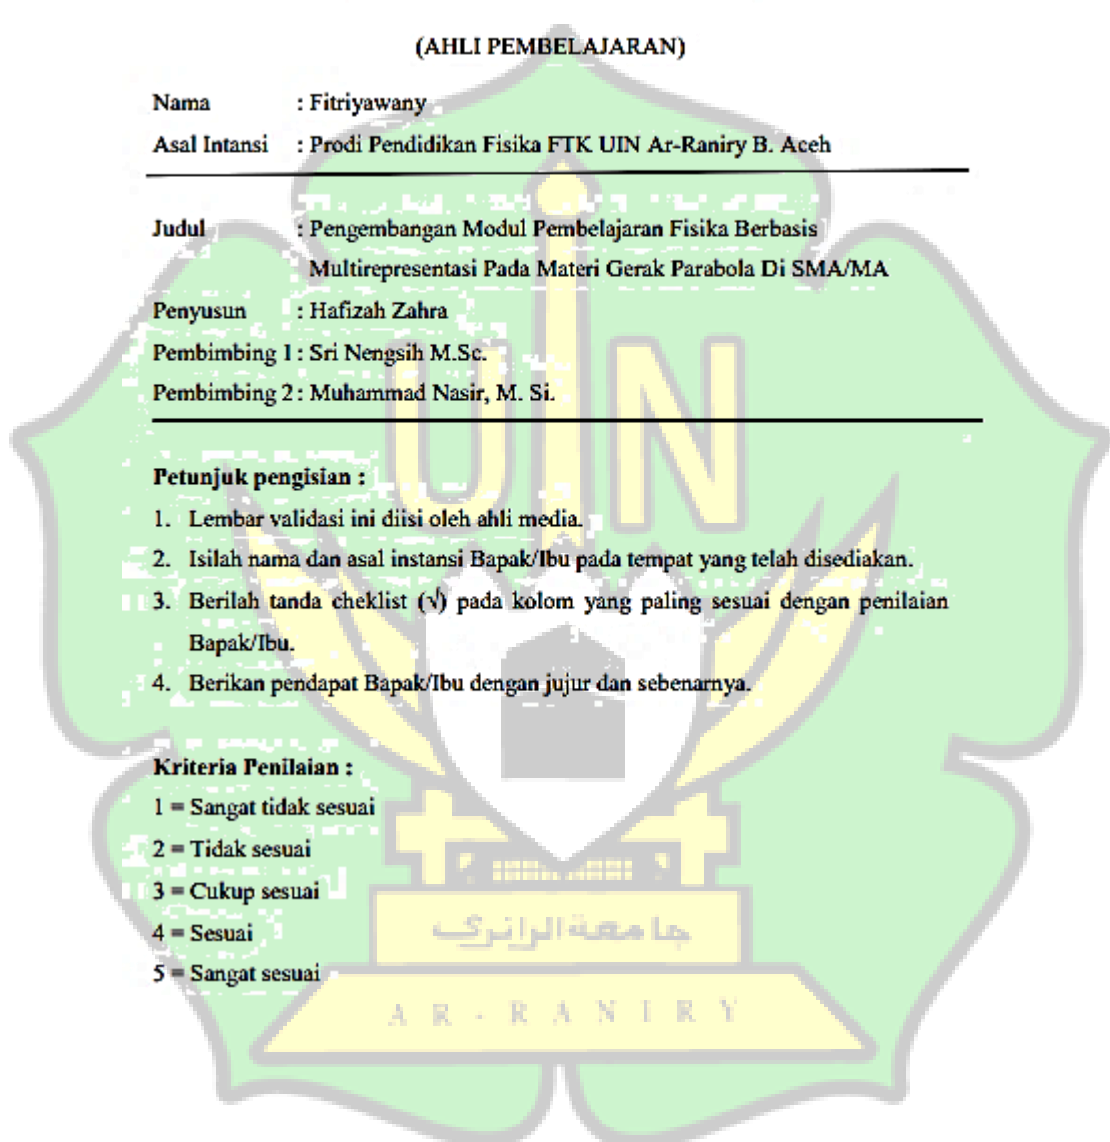 (AHLI PEMBELAJARAN)
Nama : Fitriyawany
Asal Intansi : Prodi Pendidikan Fisika FTK UIN Ar-Raniry B. Aceh
Judul : Pengembangan Modul Pembelajaran Fisika Berbasis
Multirepresentasi Pada Materi Gerak Parabola Di SMA/MA
Penyusun : Hafizah Zahra
Pembimbing 1 : Sri Nengsih M.Sc.
Pembimbing 2 : Muhammad Nasir, M. Si.
UIN
Petunjuk pengisian :
1. Lembar validasi ini diisi oleh ahli media.
2. Isilah nama dan asal instansi Bapak/Ibu pada tempat yang telah disediakan.
3. Berilah tanda cheklist (√) pada kolom yang paling sesuai dengan penilaian
Bapak/Ibu.
4. Berikan pendapat Bapak/Ibu dengan jujur dan sebenarnya.
Kriteria Penilaian :
1 = Sangat tidak sesuai
2 = Tidak sesuai
3 = Cukup sesuai
4 = Sesuai
5 = Sangat sesuai
جامعة الرانري
AR-RANIRY